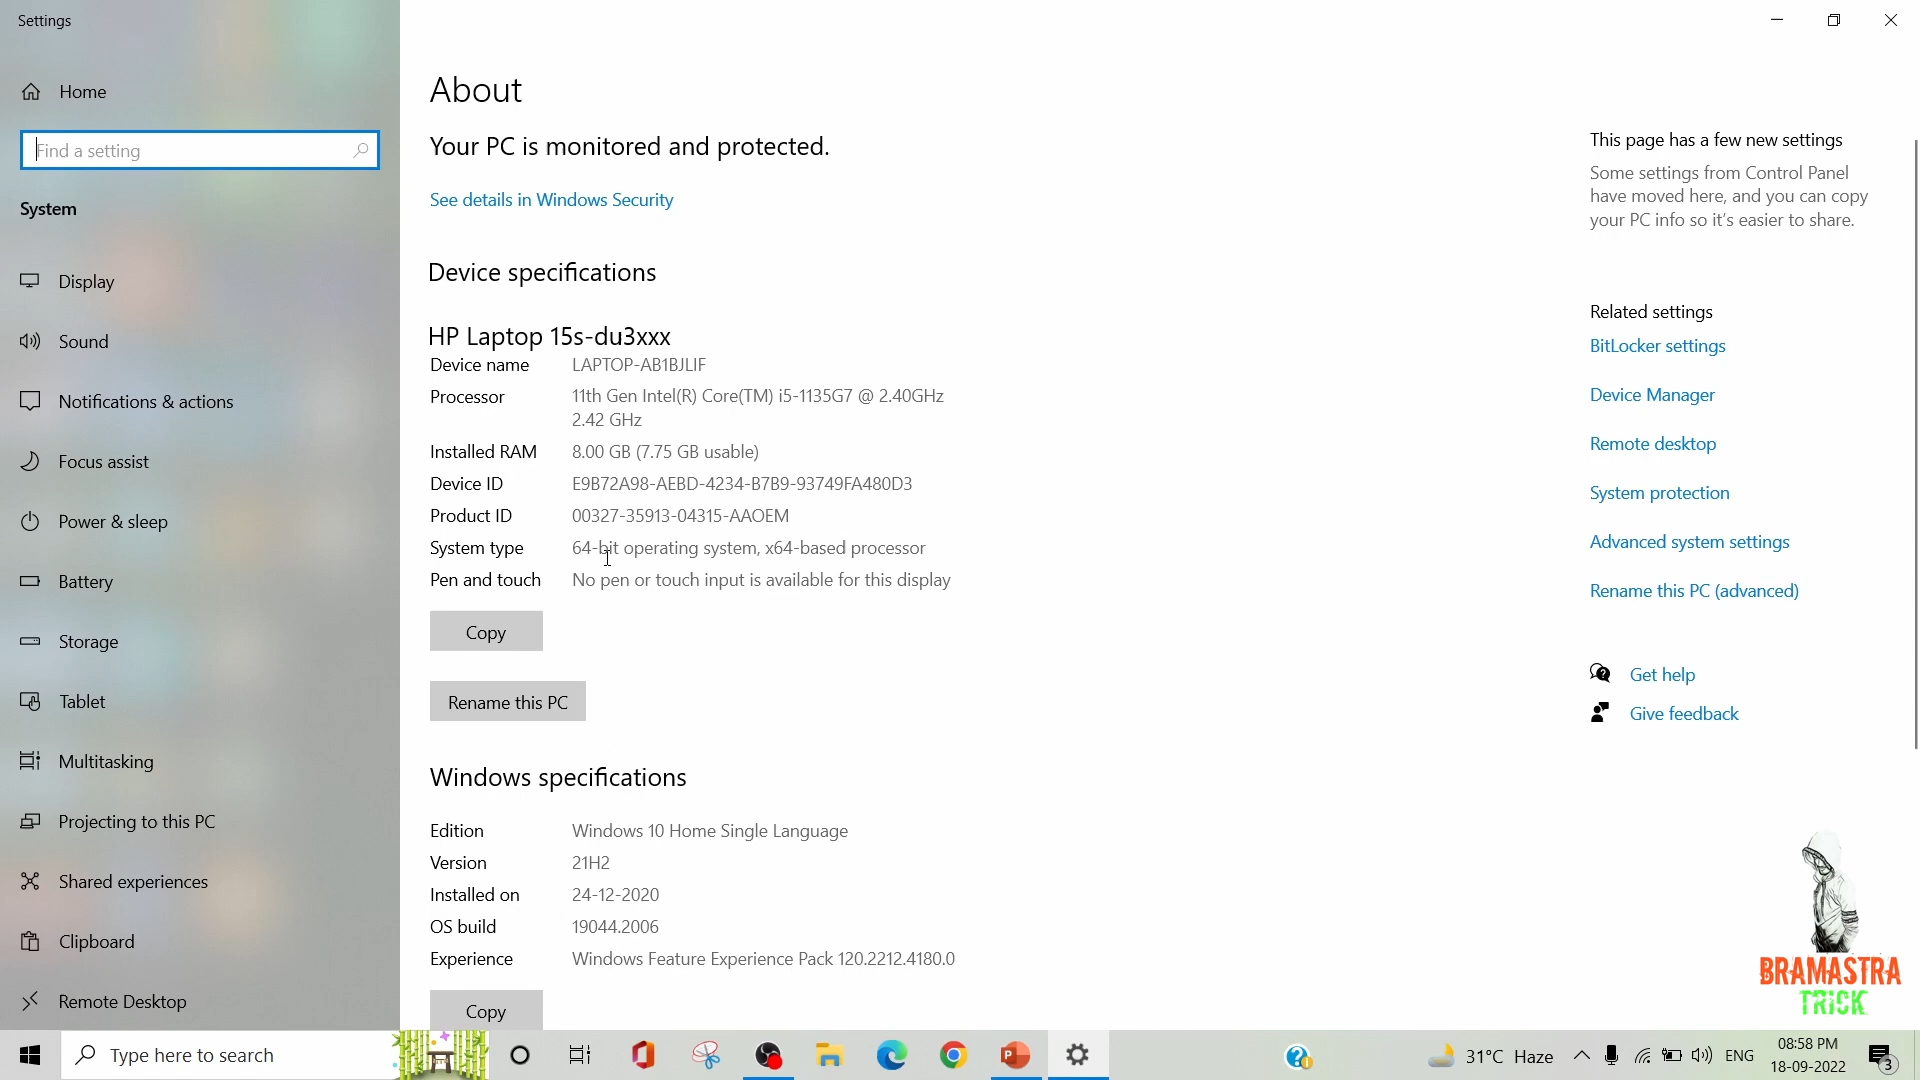 Settings
Home
Find a setting
System
Display
Sound
Notifications & actions
Focus assist
Power & sleep
Battery
Storage
Tablet
Multitasking
Projecting to this PC
Shared experiences
Clipboard
Remote Desktop
About
Your PC is monitored and protected.
See details in Windows Security
Device specifications
HP Laptop 15s-du3xxx
Device name LAPTOP-AB1BJLIF
Processor 11th Gen Intel(R) Core(TM) i5-1135G7 @ 2.40GHz
2.42 GHz
Installed RAM 8.00 GB (7.75 GB usable)
Device ID E9B72A98-AEBD-4234-B7B9-93749FA480D3
Product ID 00327-35913-04315-AAOEM
System type 64-bit operating system, x64-based processor
Pen and touch No pen or touch input is available for this display
Copy
Rename this PC
Windows specifications
Edition Windows 10 Home Single Language
Version 21H2
Installed on 24-12-2020
OS build 19044.2006
Experience Windows Feature Experience Pack 120.2212.4180.0
Copy
This page has a few new settings
Some settings from Control Panel
have moved here, and you can copy
your PC info so it's easier to share.
Related settings
BitLocker settings
Device Manager
Remote desktop
System protection
Advanced system settings
Rename this PC (advanced)
Get help
Give feedback
BRAMASTRA
TRICK
Type here to search
31°C Haze
ENG
08:58 PM
18-09-2022
3